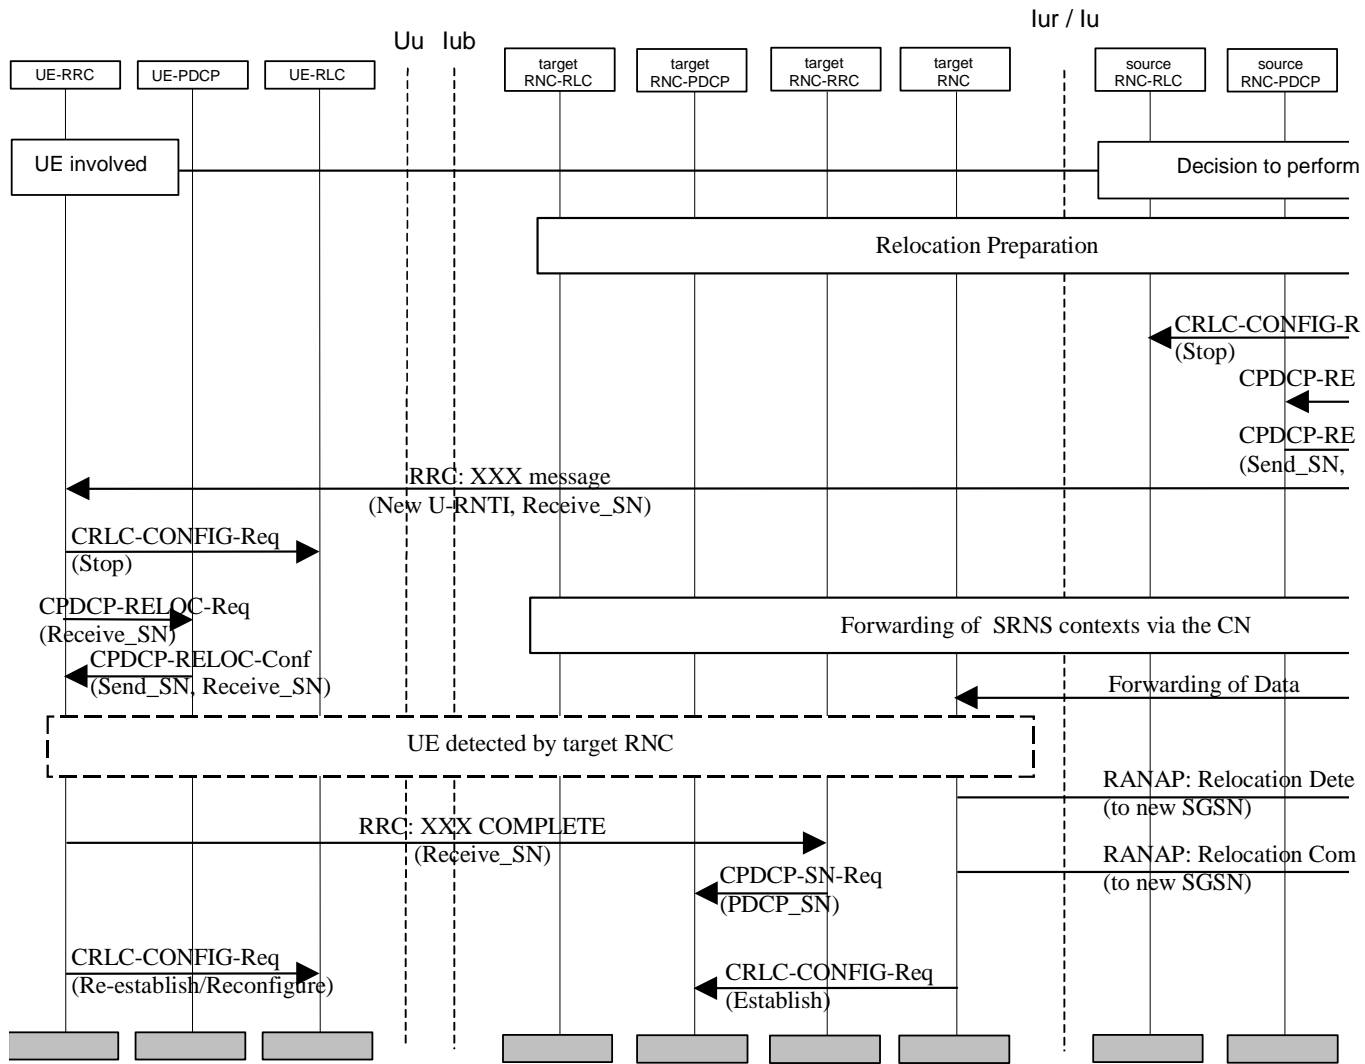 Iur / Iu
Uu Iub
UE-RRC
UE-PDCP
UE-RLC
target
RNC-RLC
target
RNC-PDCP
target
RNC-RRC
target
RNC
source
RNC-RLC
source
RNC-PDCP
UE involved
Decision to perform
Relocation Preparation
CRLC-CONFIG-R
(Stop)
CPDCP-RE
CPDCP-RE
(Send_SN,
RRC: XXX message
(New U-RNTI, Receive_SN)
CRLC-CONFIG-Req
(Stop)
CPDCP-RELOC-Req
(Receive_SN)
Forwarding of SRNS contexts via the CN
CPDCP-RELOC-Conf
(Send_SN, Receive_SN)
Forwarding of Data
UE detected by target RNC
RANAP: Relocation Dete
(to new SGSN)
RRC: XXX COMPLETE
(Receive_SN)
RANAP: Relocation Com
(to new SGSN)
CPDCP-SN-Req
(PDCP_SN)
CRLC-CONFIG-Req
(Re-establish/Reconfigure)
CRLC-CONFIG-Req
(Establish)